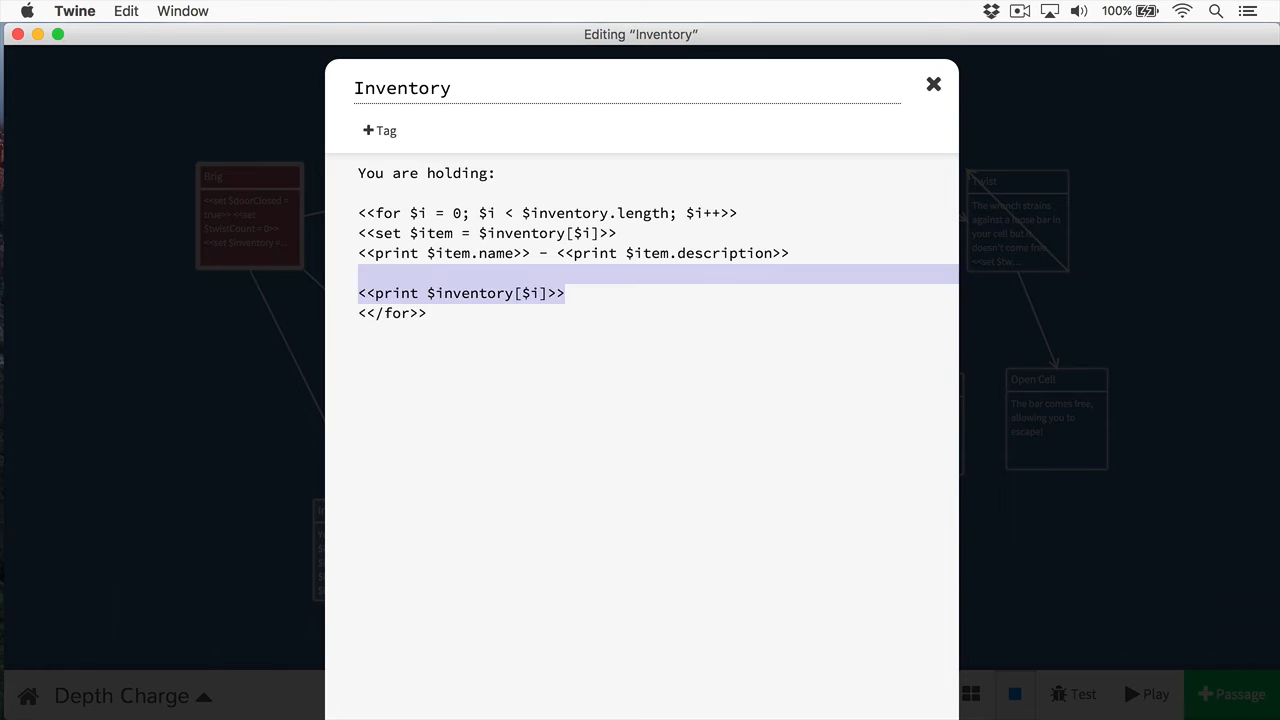 Twine Edit Window 100%
Editing “Inventory”
Inventory
+Tag
You are holding:
<<for $i = 0; $i < $inventory.length; $i++>>
<<set $item = $inventory[$i]>>
<<print $item.name>> - <<print $item.description>>
<<print $inventory[$i]>>
<</for>>
Brig
<<set $doorClosed =
true>> <<set
$twistCount = 0>>
<<set $inventory =...
Twist
The wrench strains
against a loose bar in
your cell but it
doesn't come free.
<<set $tw...
Open Cell
The bar comes free,
allowing you to
escape!
Depth Charge
Test
Play
+Passage